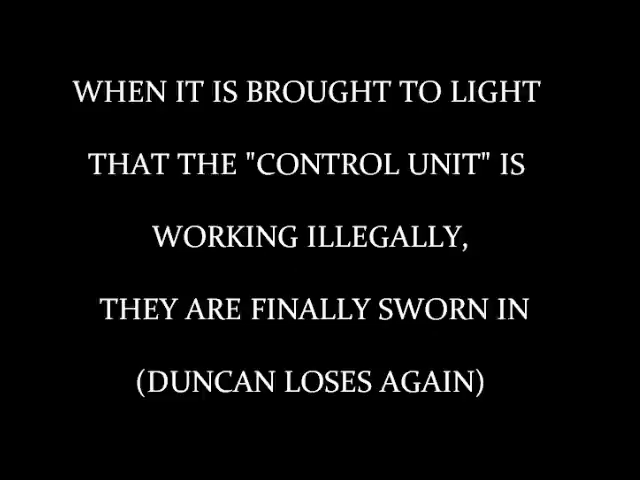 WHEN IT IS BROUGHT TO LIGHT
THAT THE "CONTROL UNIT" IS
WORKING ILLEGALLY,
THEY ARE FINALLY SWORN IN
(DUNCAN LOSES AGAIN)